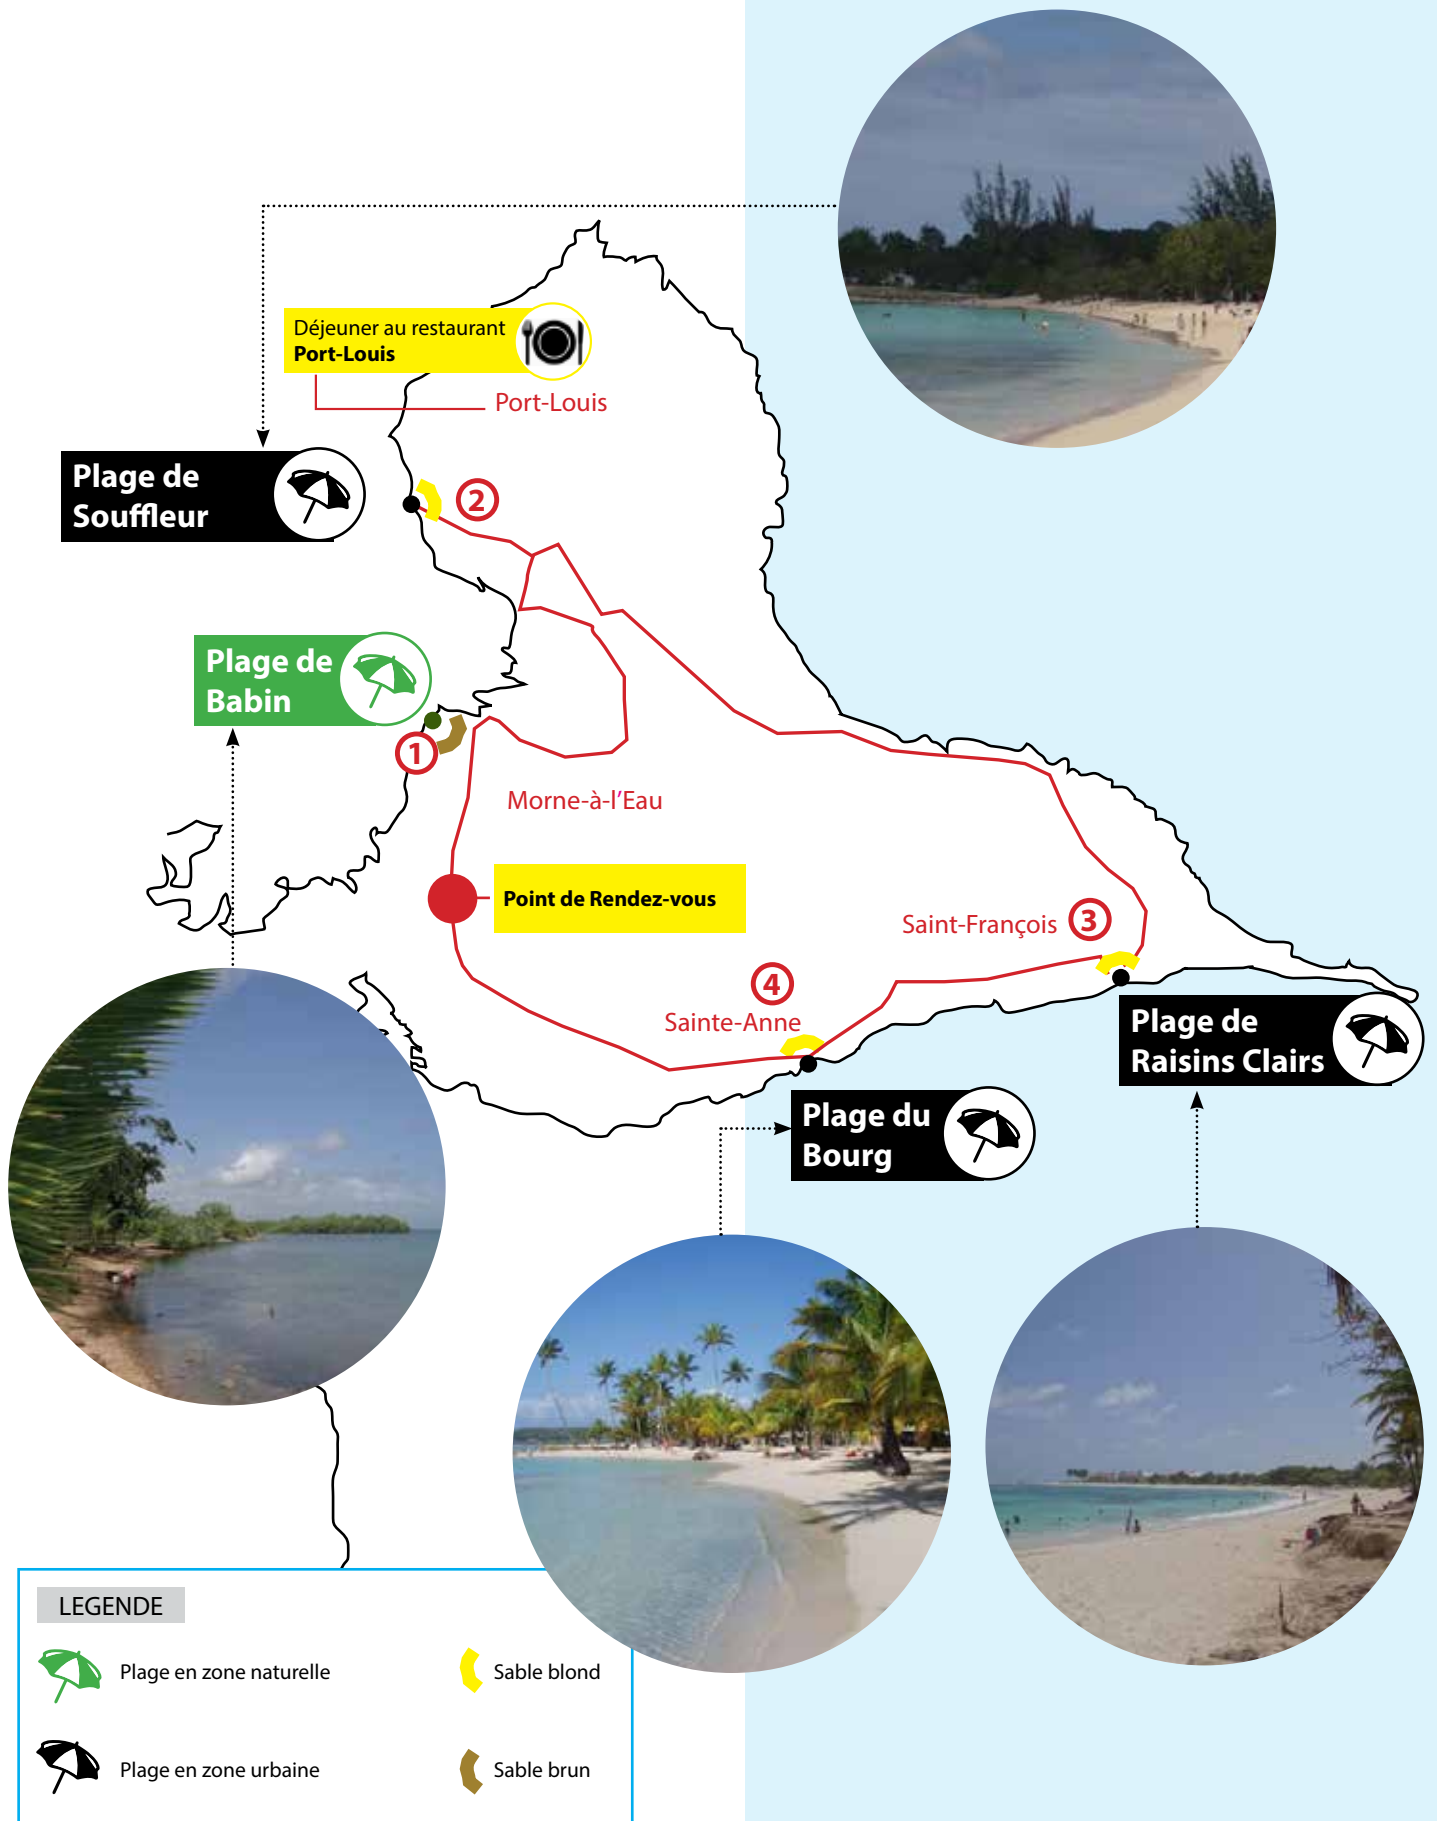 Déjeuner au restaurant
Port-Louis
Port-Louis
Plage de
Souffleur
2
Plage de
Babin
1
Morne-à-l'Eau
Point de Rendez-vous
Saint-François
3
4
Sainte-Anne
Plage de
Raisins Clairs
Plage du
Bourg
LEGENDE
Plage en zone naturelle
Sable blond
Plage en zone urbaine
Sable brun